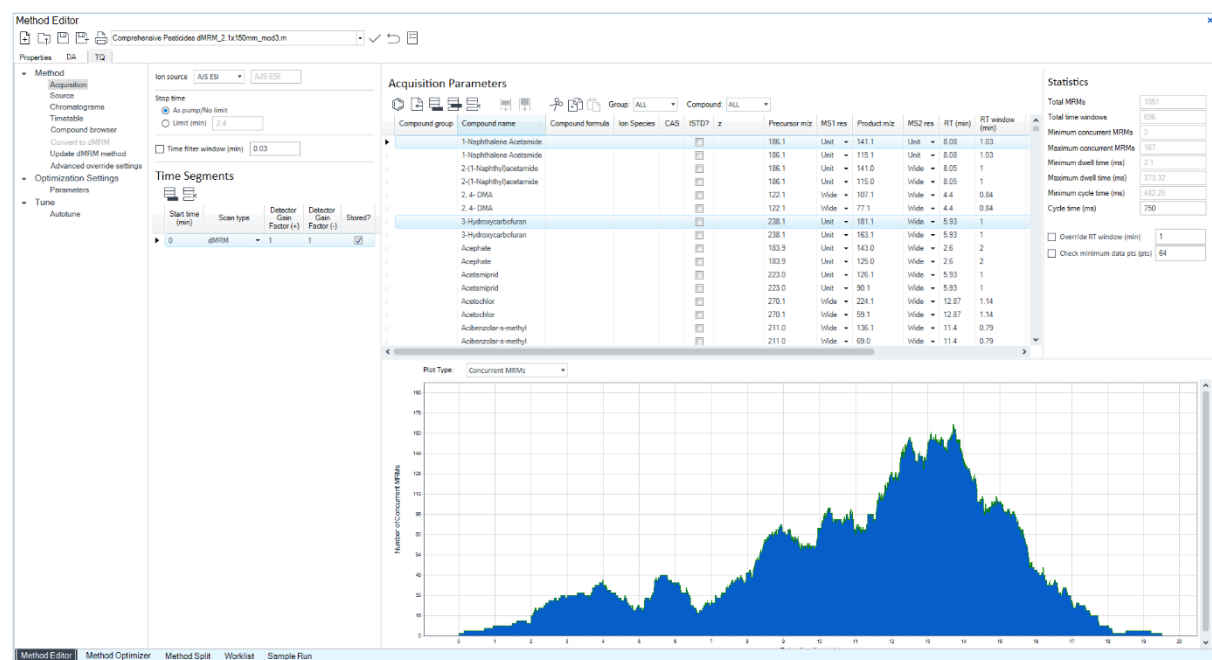 Method Editor
Comprehensive Pesticides dMRM_2.1x150mm_mod3.m
Properties DA TQ
Method
Acquisition
Source
Chromatograms
Timetable
Compound browser
Convert to dMRM
Update dMRM method
Advanced override settings
Optimization Settings
Parameters
Tune
Autotune
Ion source AJS ESI AJS ESI
Stop time
As pump/No limit
Limit (min) 2.4
Time filter window (min) 0.03
Time Segments
Start time (min) Scan type Detector Gain Factor (+) Detector Gain Factor (-) Stored?
0 dMRM 1 1
Acquisition Parameters
Group: ALL Compound: ALL
Compound group Compound name Compound formula Ion Species CAS ISTD? z Precursor m/z MS1 res Product m/z MS2 res RT (min) RT window (min)
1-Naphthalene Acetamide 186.1 Unit 141.1 Unit 8.08 1.03
1-Naphthalene Acetamide 186.1 Unit 115.1 Unit 8.08 1.03
2-(1-Naphthyl)acetamide 186.1 Unit 141.0 Wide 8.05 1
2-(1-Naphthyl)acetamide 186.1 Unit 115.0 Wide 8.05 1
2. 4- DMA 122.1 Wide 107.1 Wide 4.4 0.84
2. 4- DMA 122.1 Wide 77.1 Wide 4.4 0.84
3-Hydroxycarbofuran 238.1 Unit 181.1 Wide 5.93 1
3-Hydroxycarbofuran 238.1 Unit 163.1 Wide 5.93 1
Acephate 183.9 Unit 143.0 Wide 2.6 2
Acephate 183.9 Unit 125.0 Wide 2.6 2
Acetamiprid 223.0 Unit 126.1 Wide 5.93 1
Acetamiprid 223.0 Unit 90.1 Wide 5.93 1
Acetochlor 270.1 Wide 224.1 Wide 12.87 1.14
Acetochlor 270.1 Wide 59.1 Wide 12.87 1.14
Acibenzolar-s-methyl 211.0 Wide 136.1 Wide 11.4 0.79
Acibenzolar-s-methyl 211.0 Wide 69.0 Wide 11.4 0.79
Statistics
Total MRMs 1051
Total time windows 696
Minimum concurrent MRMs 2
Maximum concurrent MRMs 167
Minimum dwell time (ms) 2.1
Maximum dwell time (ms) 373.32
Minimum cycle time (ms) 482.25
Cycle time (ms) 750
Override RT window (min) 1
Check minimum data pts (pts) 64
Plot Type: Concurrent MRMs
Number of Concurrent MRMs
176
160
144
128
112
96
80
64
48
32
16
0
0 1 2 3 4 5 6 7 8 9 10 11 12 13 14 15 16 17 18 19 20
Method Editor Method Optimizer Method Split Worklist Sample Run